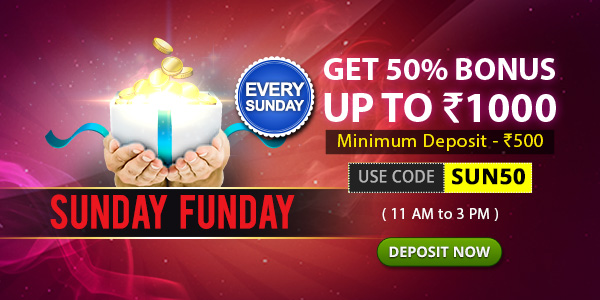 EVERY
SUNDAY
SUNDAY FUNDAY
GET 50% BONUS
UP TO ₹1000
Minimum Deposit - ₹500
USE CODE SUN50
( 11 AM to 3 PM )
DEPOSIT NOW